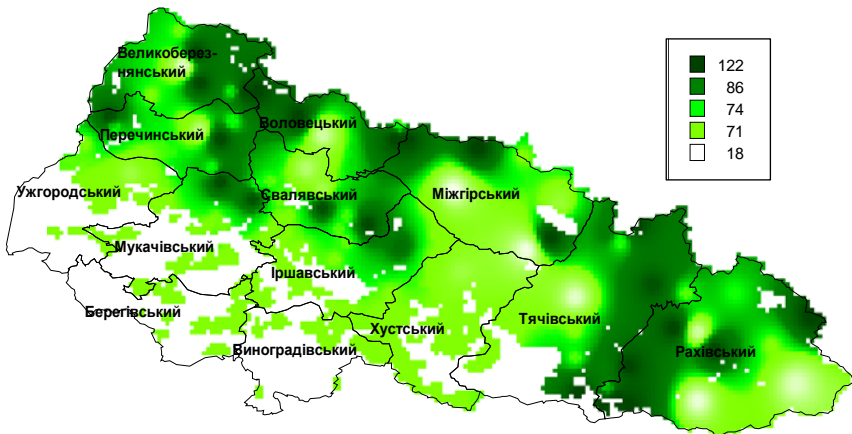 Великоберез-
нянський
122
86
74
71
18
Воловецький
Перечинський
Ужгородський
Свалявський
Міжгірський
Мукачівський
Іршавський
Берегівський
Хустський
Тячівський
Виноградівський
Рахівський